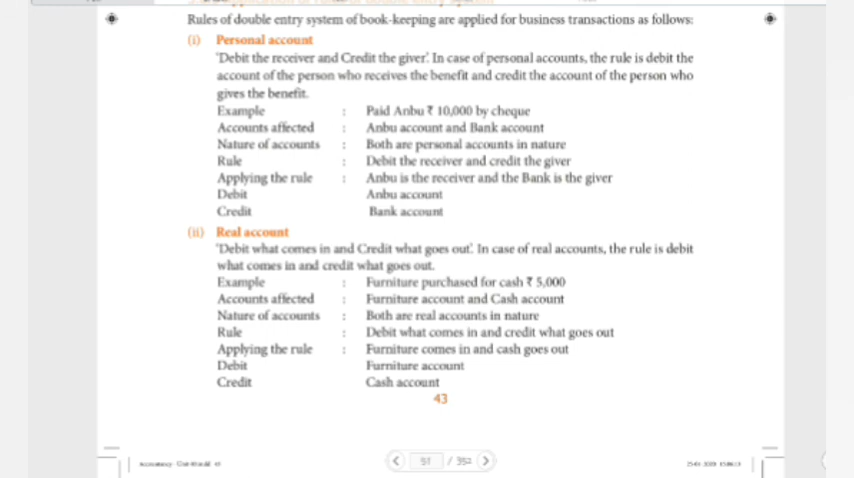 Rules of double entry system of book-keeping are applied for business transactions as follows:
(i) Personal account
'Debit the receiver and Credit the giver'. In case of personal accounts, the rule is debit the
account of the person who receives the benefit and credit the account of the person who
gives the benefit.
Example : Paid Anbu ₹ 10,000 by cheque
Accounts affected : Anbu account and Bank account
Nature of accounts : Both are personal accounts in nature
Rule : Debit the receiver and credit the giver
Applying the rule : Anbu is the receiver and the Bank is the giver
Debit Anbu account
Credit Bank account
(ii) Real account
'Debit what comes in and Credit what goes out'. In case of real accounts, the rule is debit
what comes in and credit what goes out.
Example : Furniture purchased for cash ₹ 5,000
Accounts affected : Furniture account and Cash account
Nature of accounts : Both are real accounts in nature
Rule : Debit what comes in and credit what goes out
Applying the rule : Furniture comes in and cash goes out
Debit Furniture account
Credit Cash account
43
51 / 352